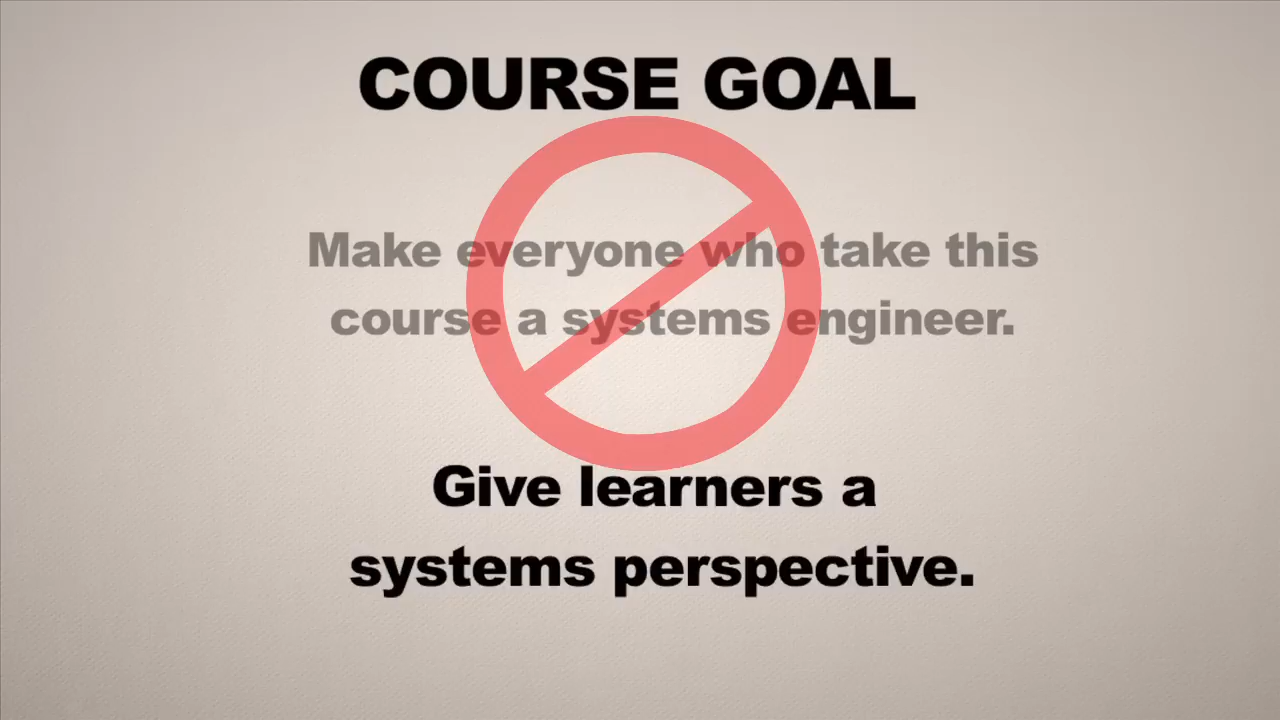 COURSE GOAL
Make everyone who take this
course a systems engineer.
Give learners a
systems perspective.